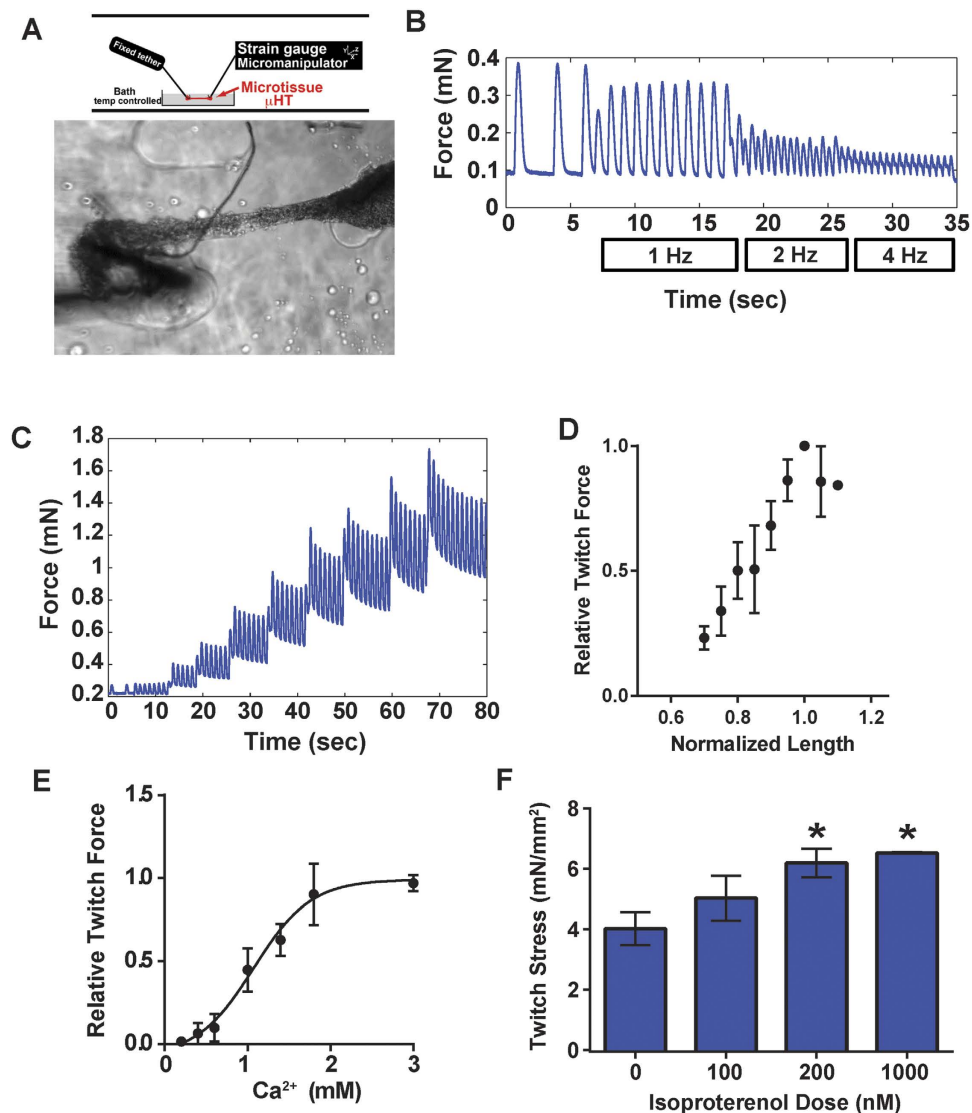 A
Fixed tether
Strain gauge
Micromanipulator
Y
Z
X
Bath
temp controlled
Microtissue
μHT
B
Force (mN)
0.4
0.3
0.2
0.1
0
0 5 10 15 20 25 30 35
1 Hz 2 Hz 4 Hz
Time (sec)
C
Force (mN)
1.8
1.6
1.4
1.2
1
0.8
0.6
0.4
0.2
0 10 20 30 40 50 60 70 80
Time (sec)
D
Relative Twitch Force
1.0
0.5
0.0
0.6 0.8 1.0 1.2
Normalized Length
E
Relative Twitch Force
1.5
1.0
0.5
0.0
0 1 2 3
Ca²⁺ (mM)
F
Twitch Stress (mN/mm²)
8
6
4
2
0
* *
0 100 200 1000
Isoproterenol Dose (nM)